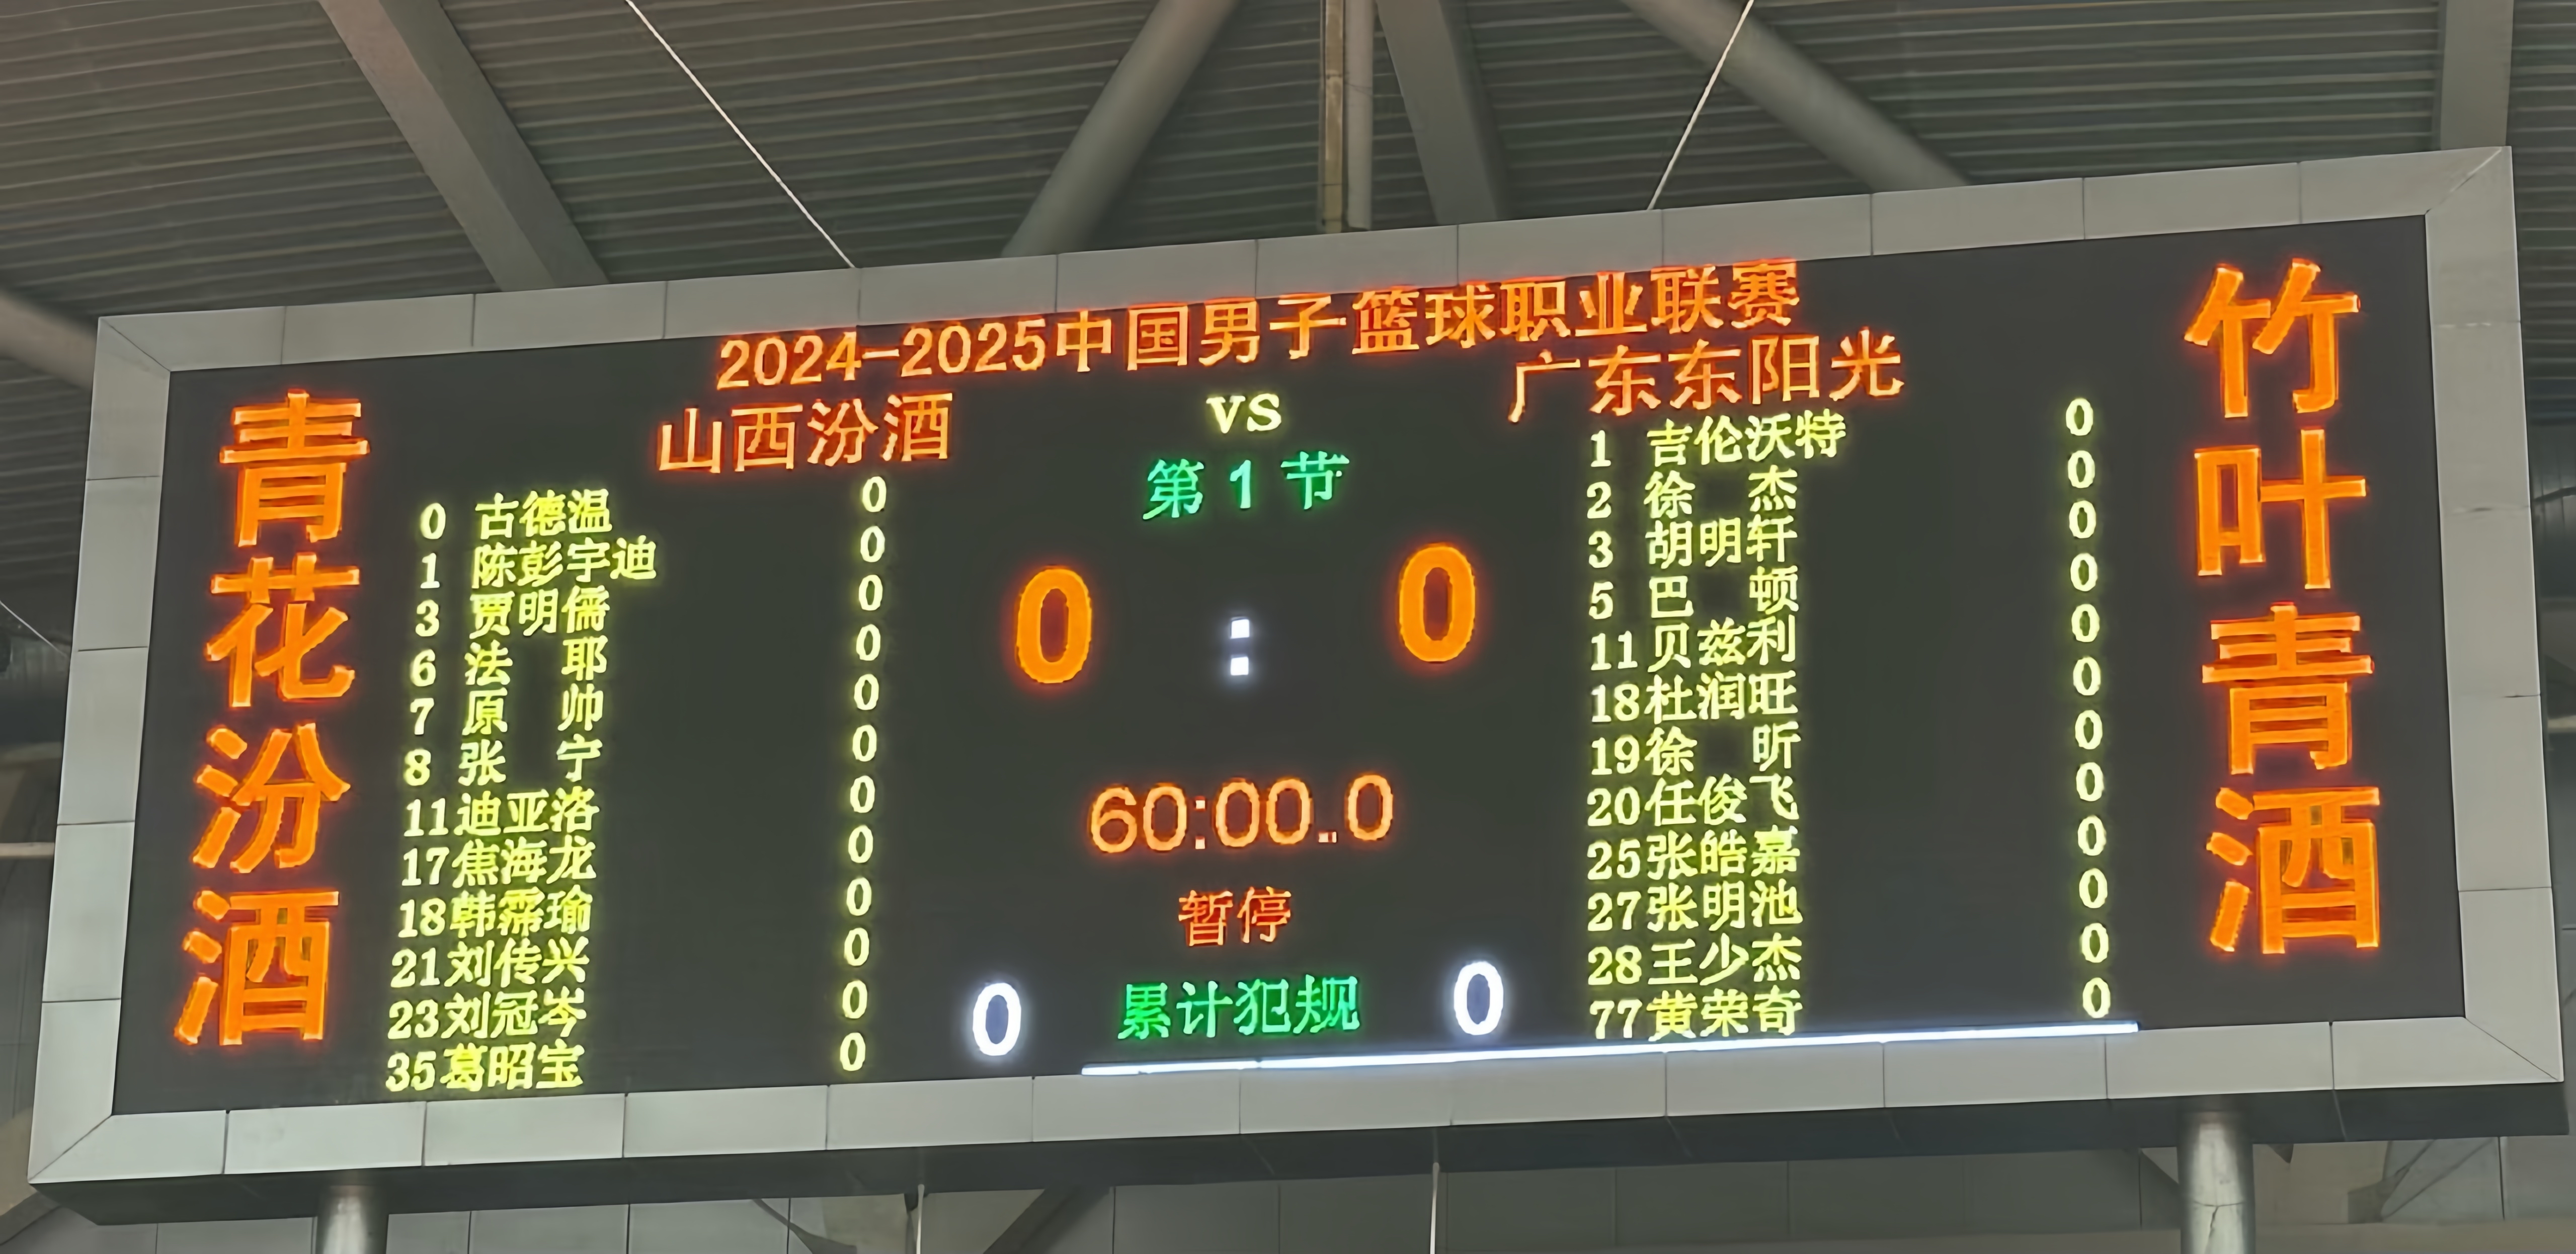 2024-2025中国男子篮球职业联赛
山西汾酒
vs
广东东阳光
第1节
青花汾酒
0 古德温 0
1 陈彭宇迪 0
3 贾明儒 0
6 法耶 0
7 原帅 0
8 张宁 0
11 迪亚洛 0
17 焦海龙 0
18 韩霈瑜 0
21 刘传兴 0
23 刘冠岑 0
35 葛昭宝 0
0 : 0
60:00.0
暂停
0 累计犯规 0
1 吉伦沃特 0
2 徐杰 0
3 胡明轩 0
5 巴顿 0
11 贝兹利 0
18 杜润旺 0
19 徐昕 0
20 任俊飞 0
25 张皓嘉 0
27 张明池 0
28 王少杰 0
77 黄荣奇 0
竹叶青酒